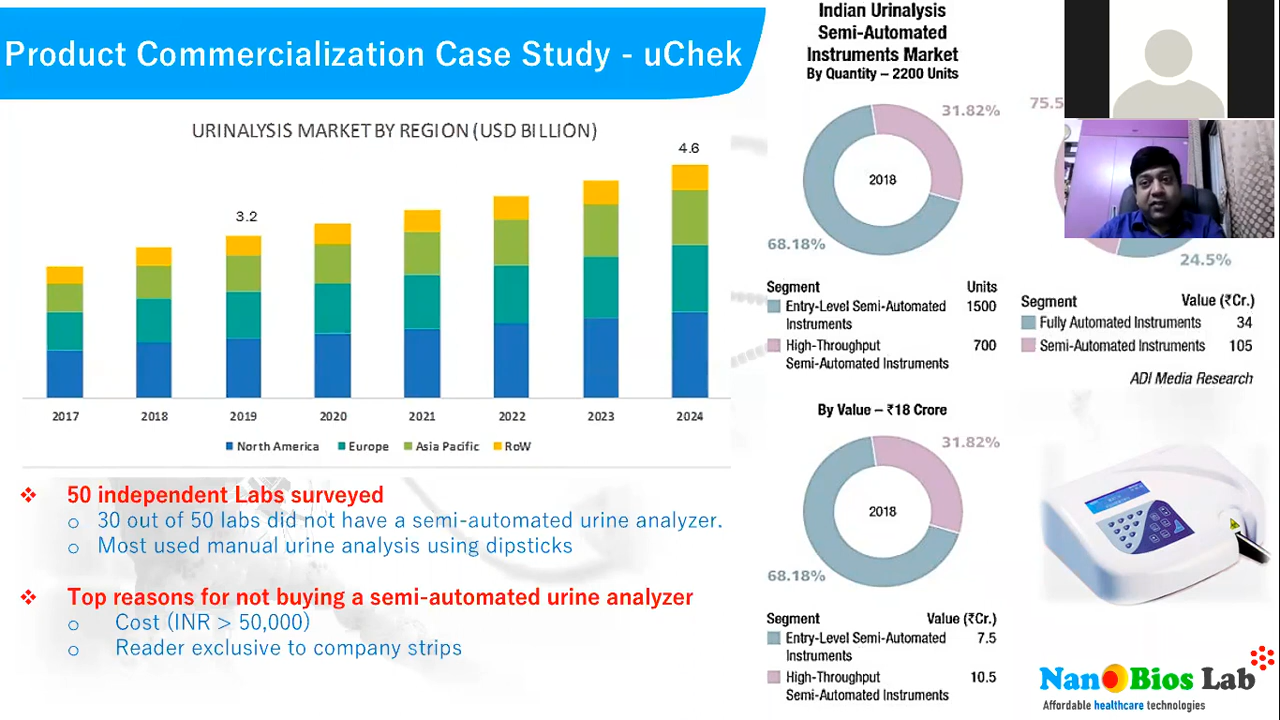 Product Commercialization Case Study - uChek
URINALYSIS MARKET BY REGION (USD BILLION)
3.2
4.6
2017 2018 2019 2020 2021 2022 2023 2024
North America Europe Asia Pacific RoW
50 independent Labs surveyed
30 out of 50 labs did not have a semi-automated urine analyzer.
Most used manual urine analysis using dipsticks
Top reasons for not buying a semi-automated urine analyzer
Cost (INR > 50,000)
Reader exclusive to company strips
Indian Urinalysis
Semi-Automated
Instruments Market
By Quantity – 2200 Units
31.82%
2018
68.18%
Segment Units
Entry-Level Semi-Automated 1500
Instruments
High-Throughput 700
Semi-Automated Instruments
By Value – ₹18 Crore
31.82%
2018
68.18%
Segment Value (₹Cr.)
Entry-Level Semi-Automated 7.5
Instruments
High-Throughput 10.5
Semi-Automated Instruments
75.5
24.5%
Segment Value (₹Cr.)
Fully Automated Instruments 34
Semi-Automated Instruments 105
ADI Media Research
NanoBios Lab
Affordable healthcare technologies